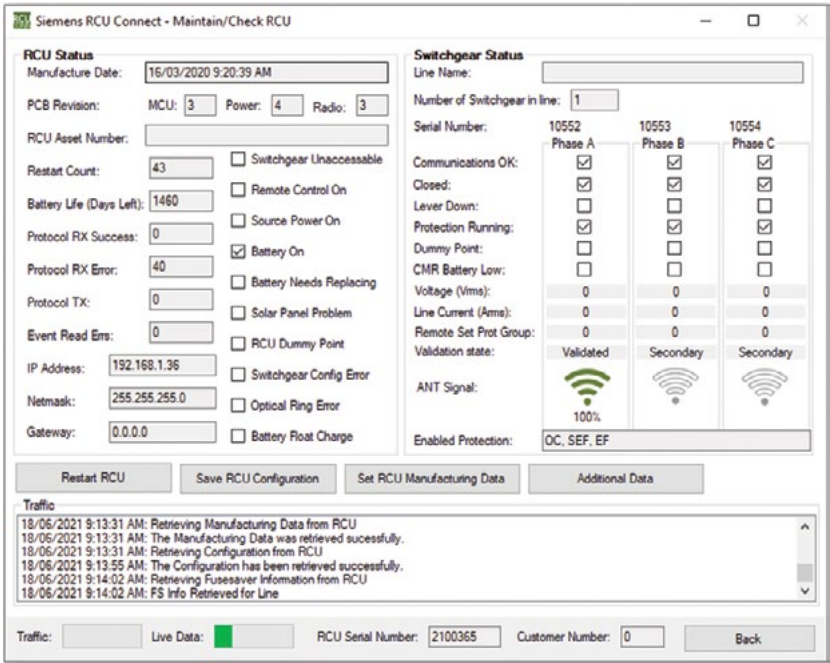 RCU Siemens RCU Connect - Maintain/Check RCU
RCU Status
Manufacture Date: 16/03/2020 9:20:39 AM
PCB Revision: MCU: 3 Power: 4 Radio: 3
RCU Asset Number:
Restart Count: 43
Battery Life (Days Left): 1460
Protocol RX Success: 0
Protocol RX Error: 40
Protocol TX: 0
Event Read Errs: 0
IP Address: 192.168.1.36
Netmask: 255.255.255.0
Gateway: 0.0.0.0
Switchgear Unaccessable
Remote Control On
Source Power On
Battery On
Battery Needs Replacing
Solar Panel Problem
RCU Dummy Point
Switchgear Config Error
Optical Ring Error
Battery Float Charge
Switchgear Status
Line Name:
Number of Switchgear in line: 1
Serial Number: 10552 10553 10554
Phase A Phase B Phase C
Communications OK:
Closed:
Lever Down:
Protection Running:
Dummy Point:
CMR Battery Low:
Voltage (Vrms): 0 0 0
Line Current (Arms): 0 0 0
Remote Set Prot Group: 0 0 0
Validation state: Validated Secondary Secondary
ANT Signal:
100%
Enabled Protection: OC, SEF, EF
Restart RCU Save RCU Configuration Set RCU Manufacturing Data Additional Data
Traffic
18/06/2021 9:13:31 AM: Retrieving Manufacturing Data from RCU
18/06/2021 9:13:31 AM: The Manufacturing Data was retrieved sucessfully.
18/06/2021 9:13:31 AM: Retrieving Configuration from RCU
18/06/2021 9:13:55 AM: The Configuration has been retrieved successfully.
18/06/2021 9:14:02 AM: Retrieving Fusesaver Information from RCU
18/06/2021 9:14:02 AM: FS Info Retrieved for Line
Traffic: Live Data: RCU Serial Number: 2100365 Customer Number: 0 Back